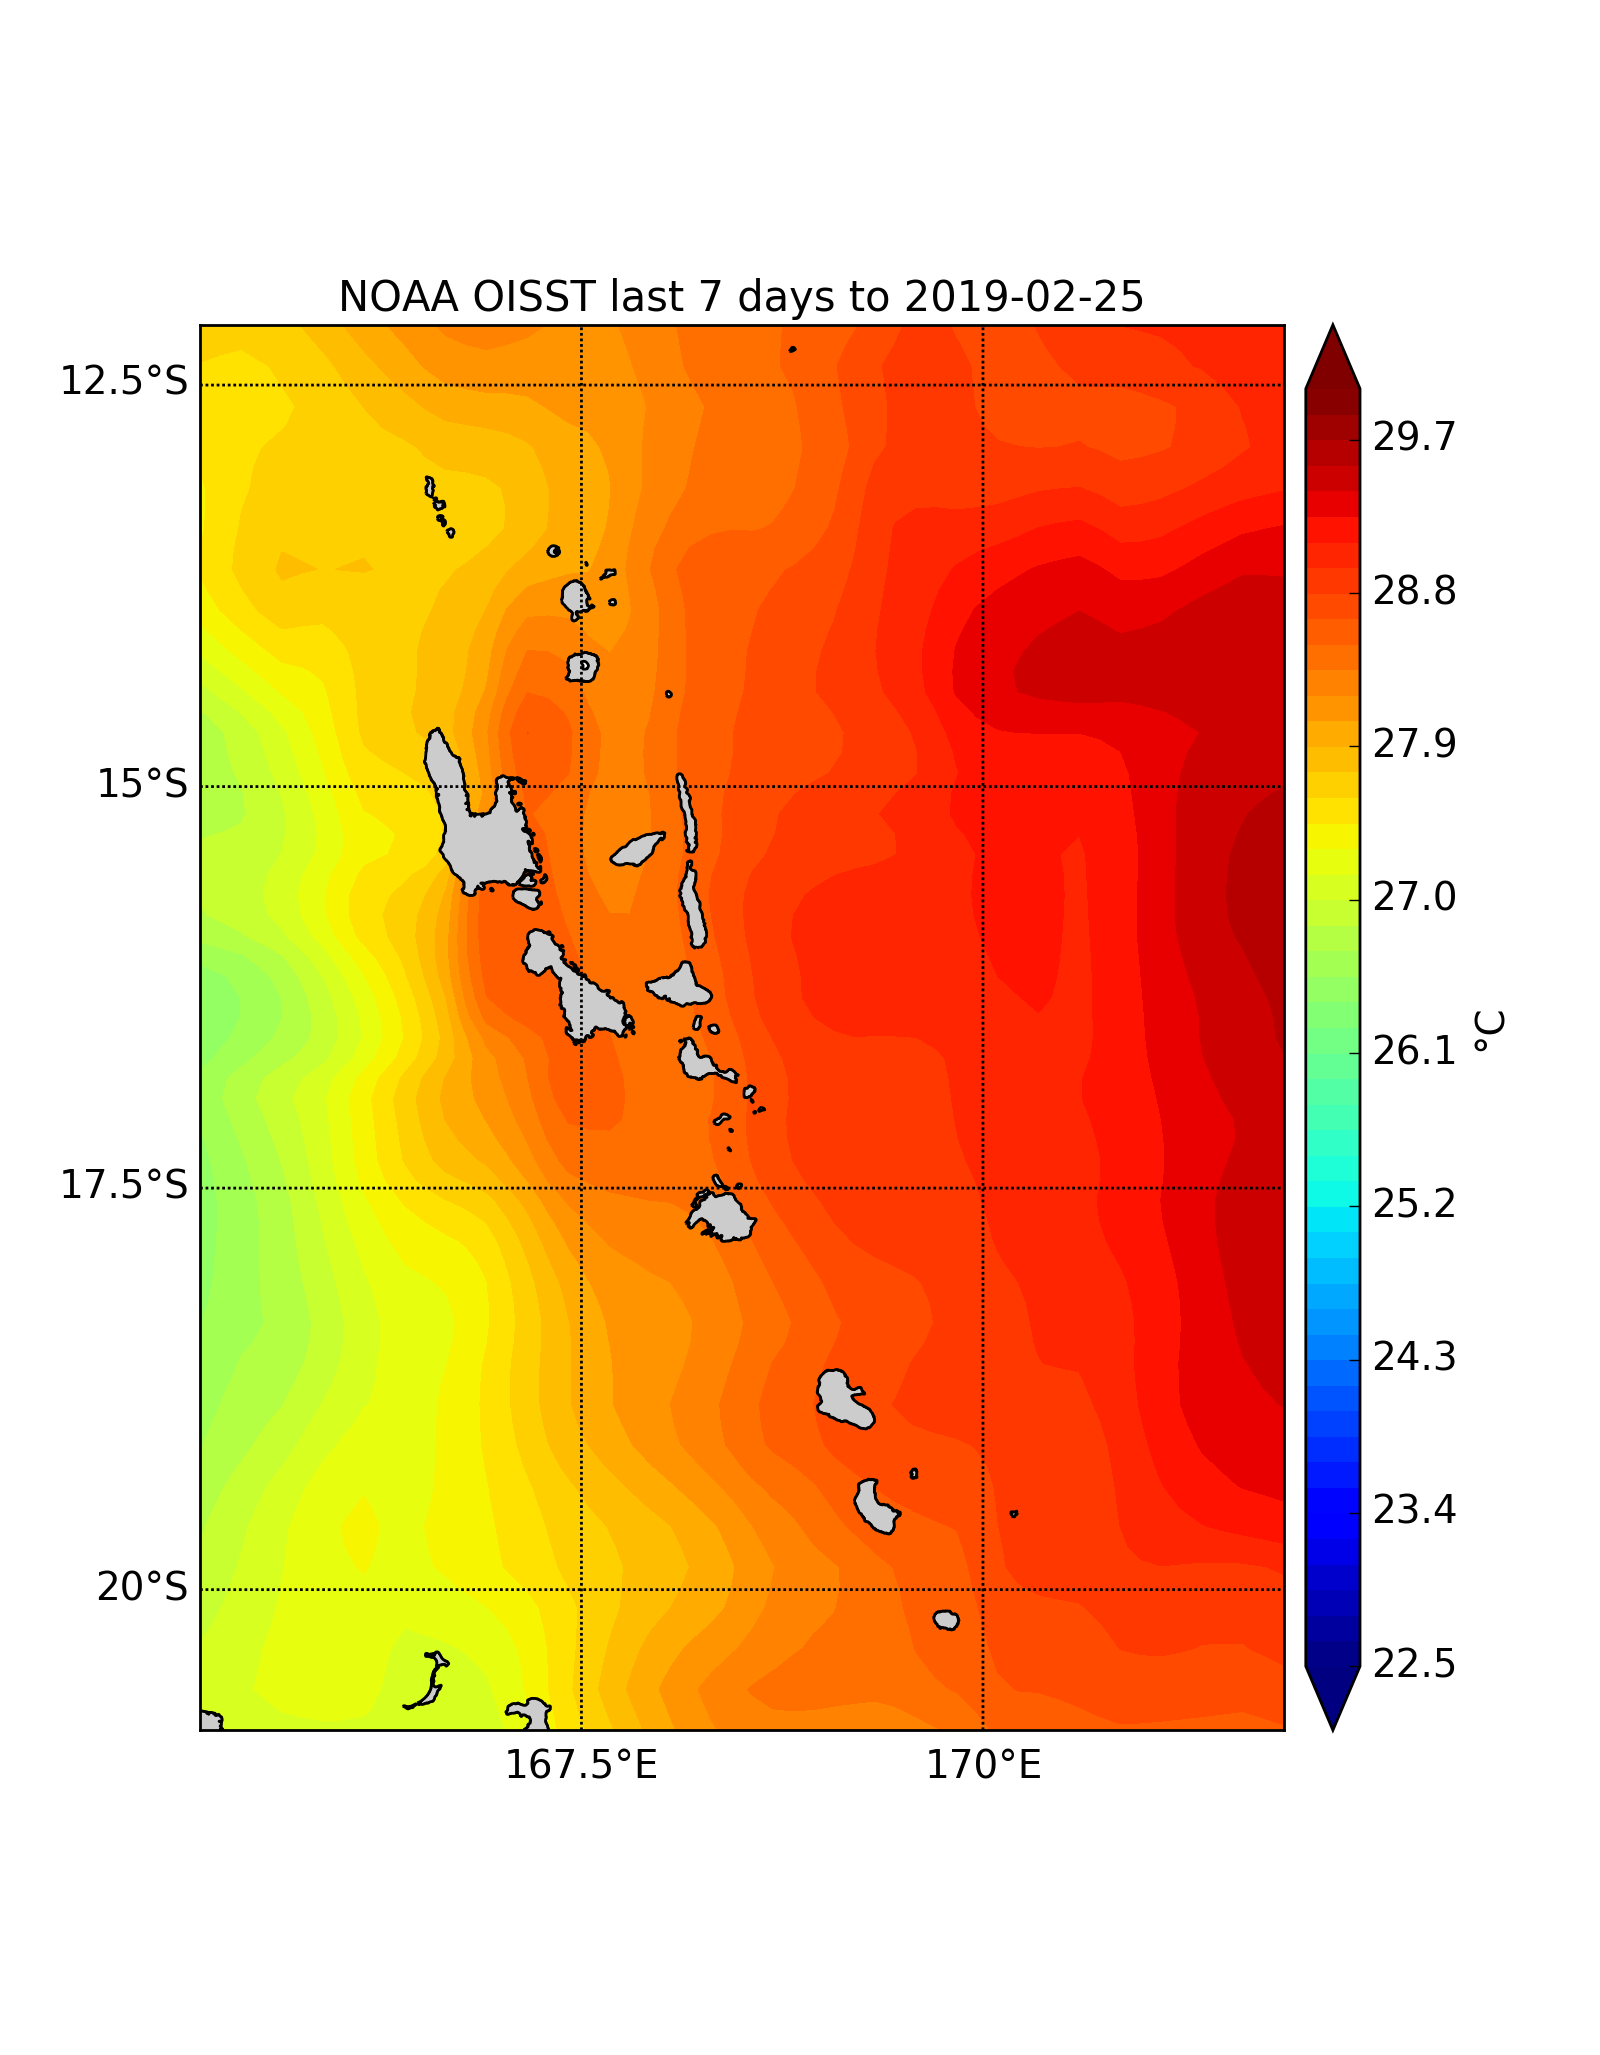 NOAA OISST last 7 days to 2019-02-25
12.5°S
15°S
17.5°S
20°S
167.5°E
170°E
29.7
28.8
27.9
27.0
26.1
25.2
24.3
23.4
22.5
°C